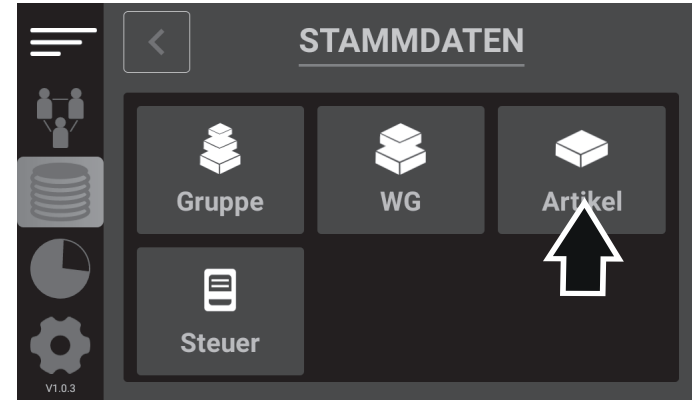 STAMMDATEN
Gruppe
WG
Artikel
Steuer
V1.0.3